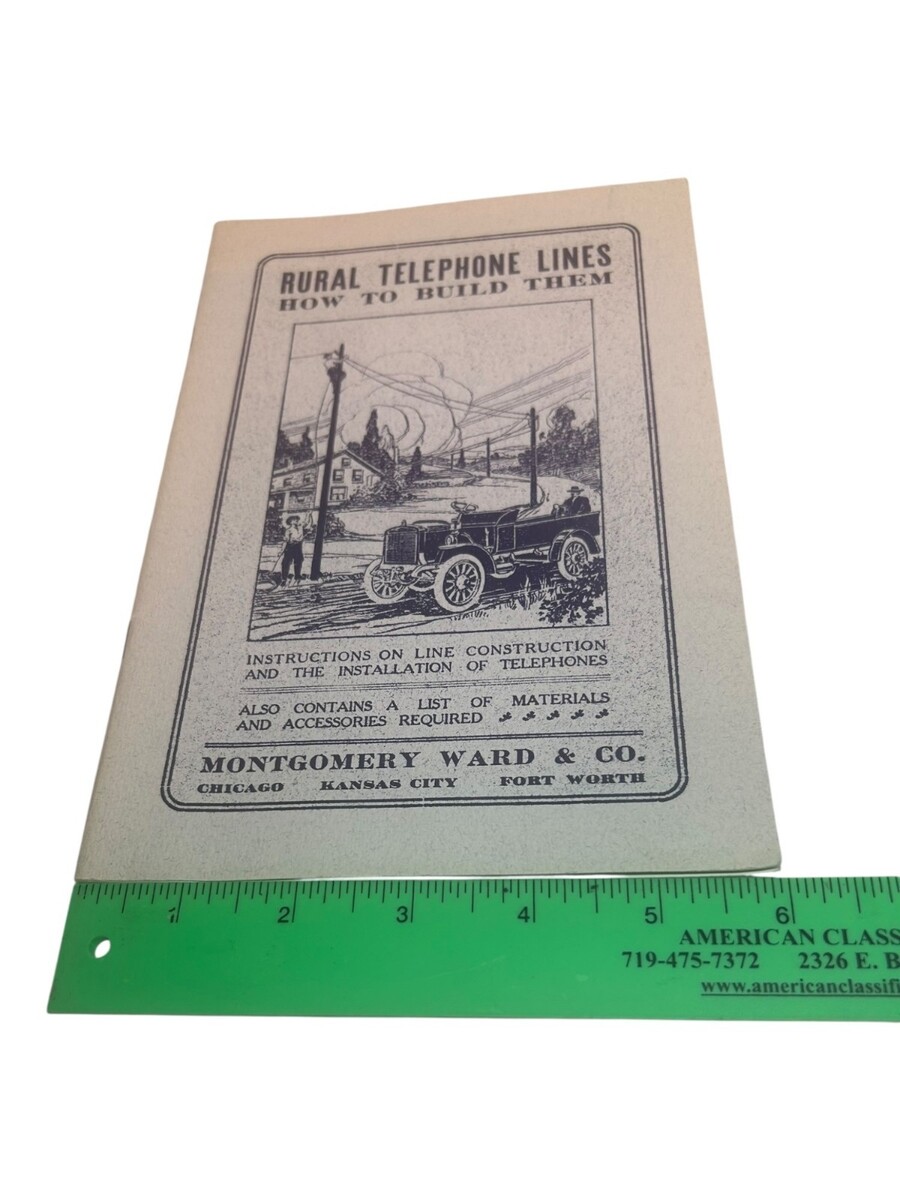 RURAL TELEPHONE LINES
HOW TO BUILD THEM
INSTRUCTIONS ON LINE CONSTRUCTION
AND THE INSTALLATION OF TELEPHONES
ALSO CONTAINS A LIST OF MATERIALS
AND ACCESSORIES REQUIRED
MONTGOMERY WARD & CO.
CHICAGO KANSAS CITY FORT WORTH
1 2 3 4 5 6
AMERICAN CLASS
719-475-7372 2326 E. B
www.americanclassifi